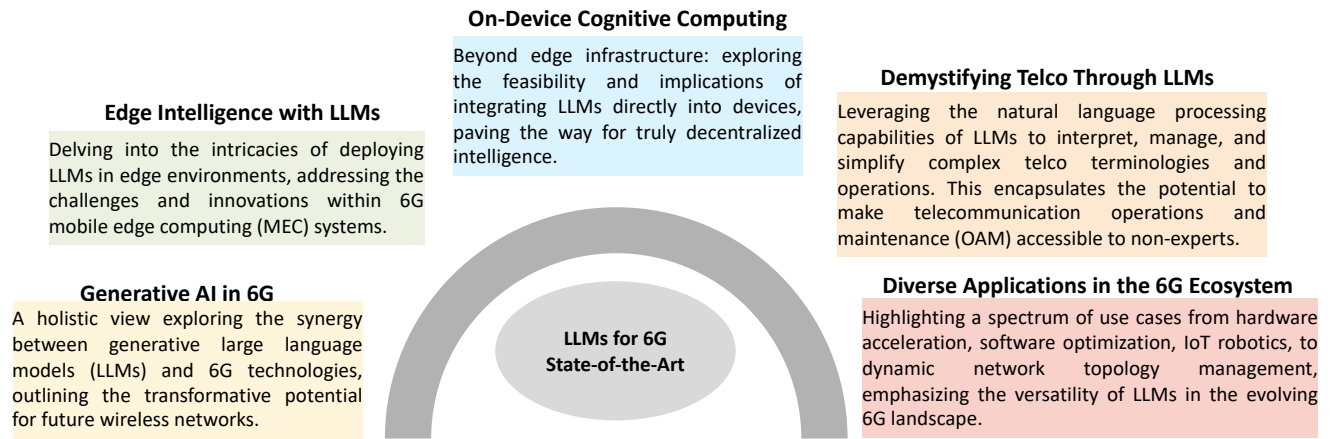 On-Device Cognitive Computing
Beyond edge infrastructure: exploring
the feasibility and implications of
integrating LLMs directly into devices,
paving the way for truly decentralized
intelligence.
Edge Intelligence with LLMs
Delving into the intricacies of deploying
LLMs in edge environments, addressing the
challenges and innovations within 6G
mobile edge computing (MEC) systems.
Demystifying Telco Through LLMs
Leveraging the natural language processing
capabilities of LLMs to interpret, manage, and
simplify complex telco terminologies and
operations. This encapsulates the potential to
make telecommunication operations and
maintenance (OAM) accessible to non-experts.
Generative AI in 6G
A holistic view exploring the synergy
between generative large language
models (LLMs) and 6G technologies,
outlining the transformative potential
for future wireless networks.
LLMs for 6G
State-of-the-Art
Diverse Applications in the 6G Ecosystem
Highlighting a spectrum of use cases from hardware
acceleration, software optimization, IoT robotics, to
dynamic network topology management,
emphasizing the versatility of LLMs in the evolving
6G landscape.